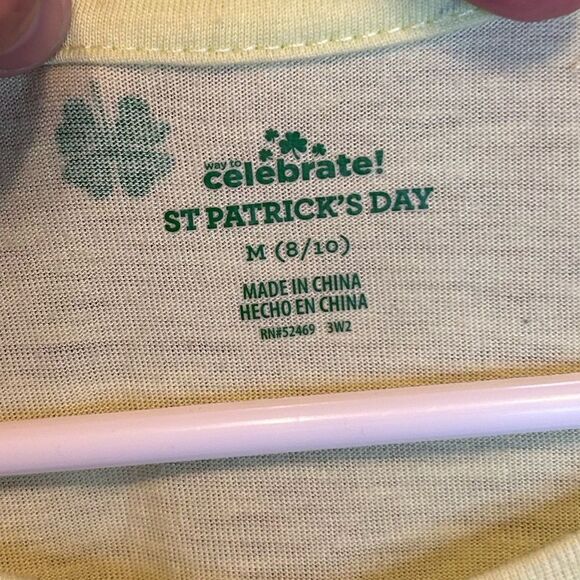 way to
celebrate!
ST PATRICK'S DAY
M (8/10)
MADE IN CHINA
HECHO EN CHINA
RN#52469 3W2